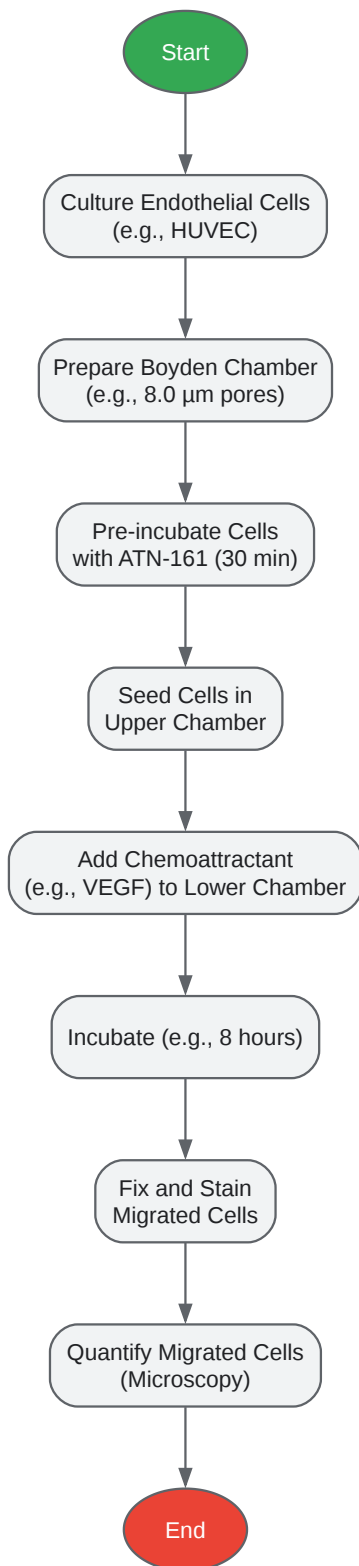 Start
Culture Endothelial Cells
(e.g., HUVEC)
Prepare Boyden Chamber
(e.g., 8.0 µm pores)
Pre-incubate Cells
with ATN-161 (30 min)
Seed Cells in
Upper Chamber
Add Chemoattractant
(e.g., VEGF) to Lower Chamber
Incubate (e.g., 8 hours)
Fix and Stain
Migrated Cells
Quantify Migrated Cells
(Microscopy)
End